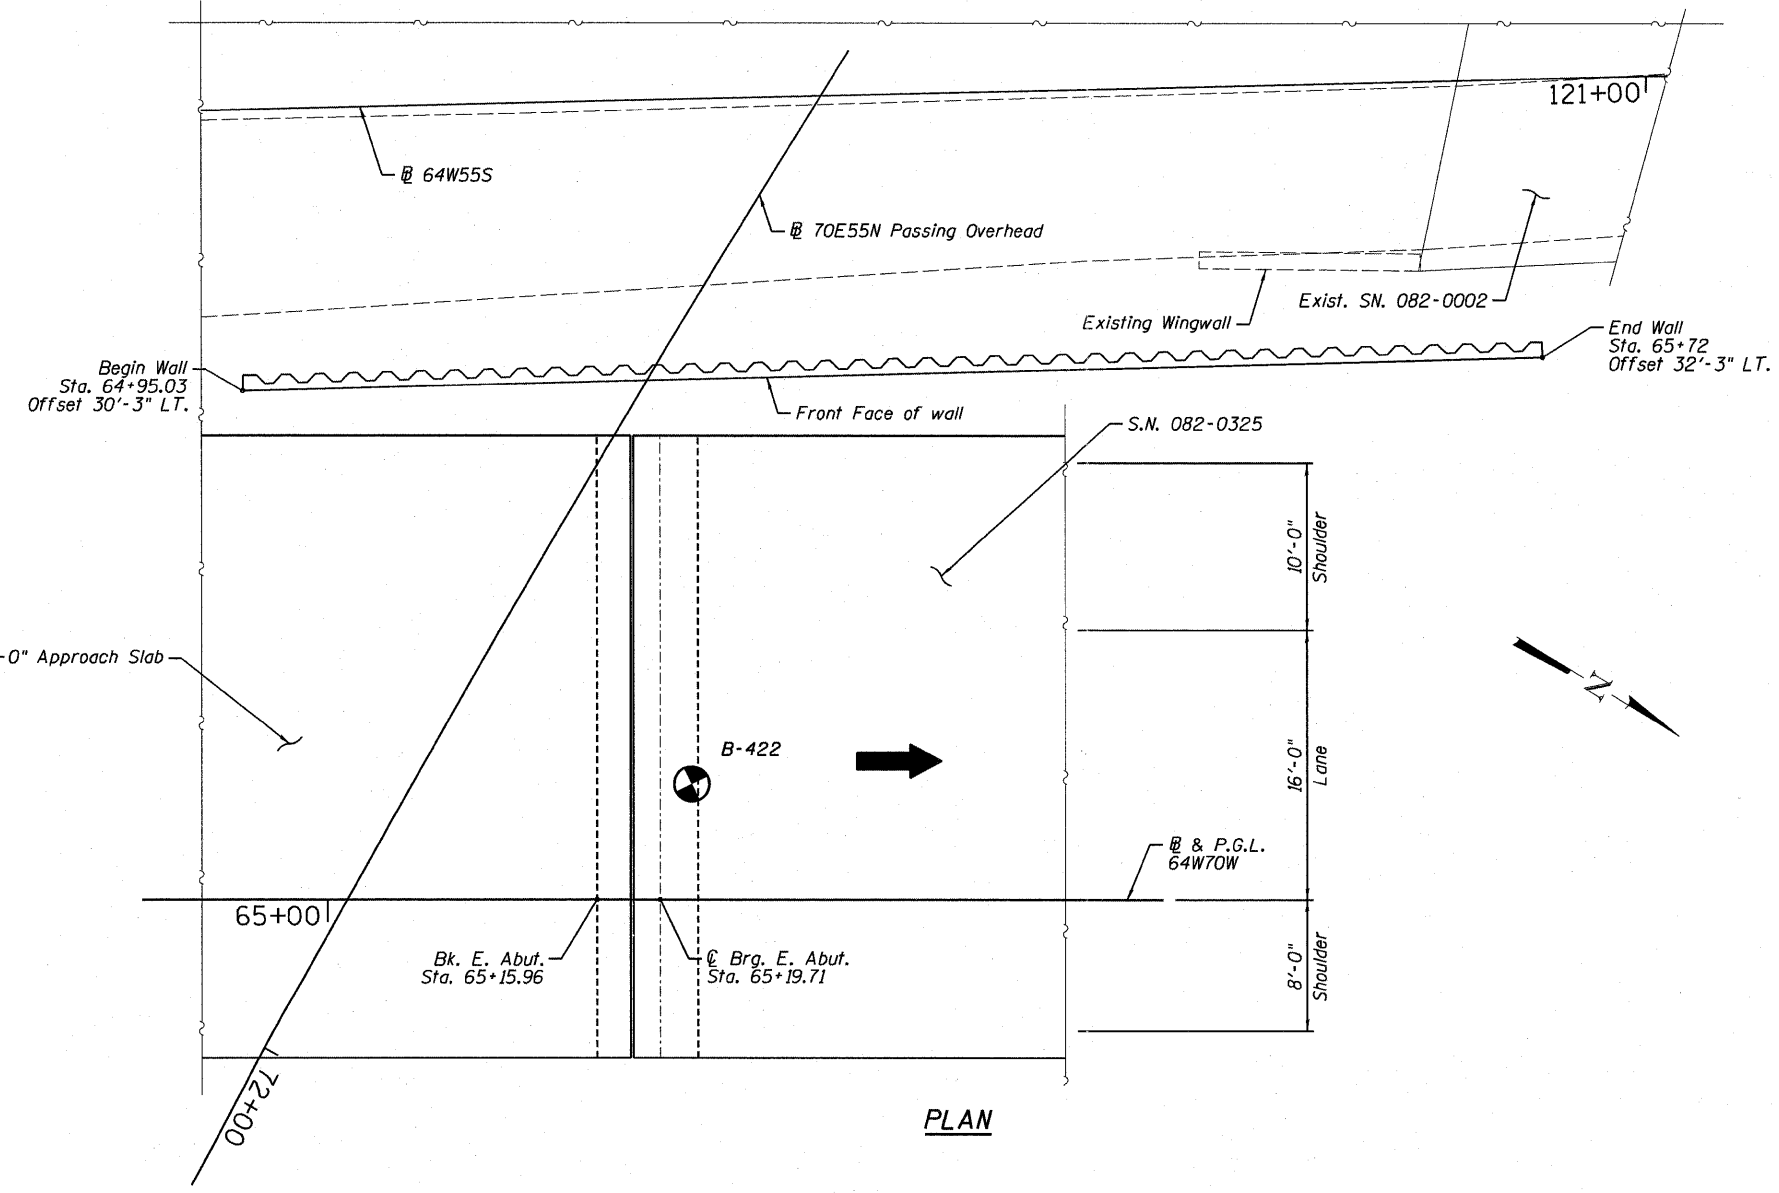 121+00
℄ 64W55S
℄ 70E55N Passing Overhead
Exist. SN. 082-0002
Existing Wingwall
End Wall
Sta. 65+72
Offset 32'-3" LT.
Begin Wall
Sta. 64+95.03
Offset 30'-3" LT.
Front Face of wall
S.N. 082-0325
10'-0"
Shoulder
-0" Approach Slab
N
B-422
16'-0"
Lane
℄ & P.G.L.
64W70W
65+00
Bk. E. Abut.
Sta. 65+15.96
℄ Brg. E. Abut.
Sta. 65+19.71
8'-0"
Shoulder
72+00
PLAN